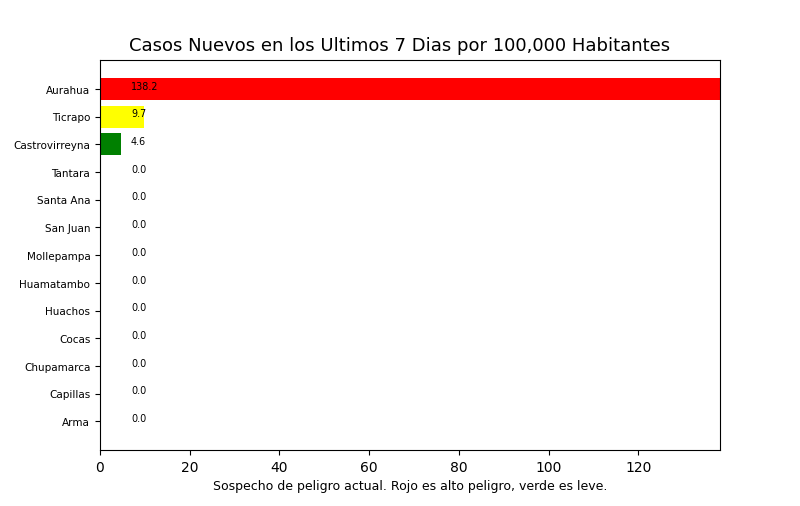 Casos Nuevos en los Ultimos 7 Dias por 100,000 Habitantes
Aurahua 138.2
Ticrapo 9.7
Castrovirreyna 4.6
Tantara 0.0
Santa Ana 0.0
San Juan 0.0
Mollepampa 0.0
Huamatambo 0.0
Huachos 0.0
Cocas 0.0
Chupamarca 0.0
Capillas 0.0
Arma 0.0
0 20 40 60 80 100 120
Sospecho de peligro actual. Rojo es alto peligro, verde es leve.